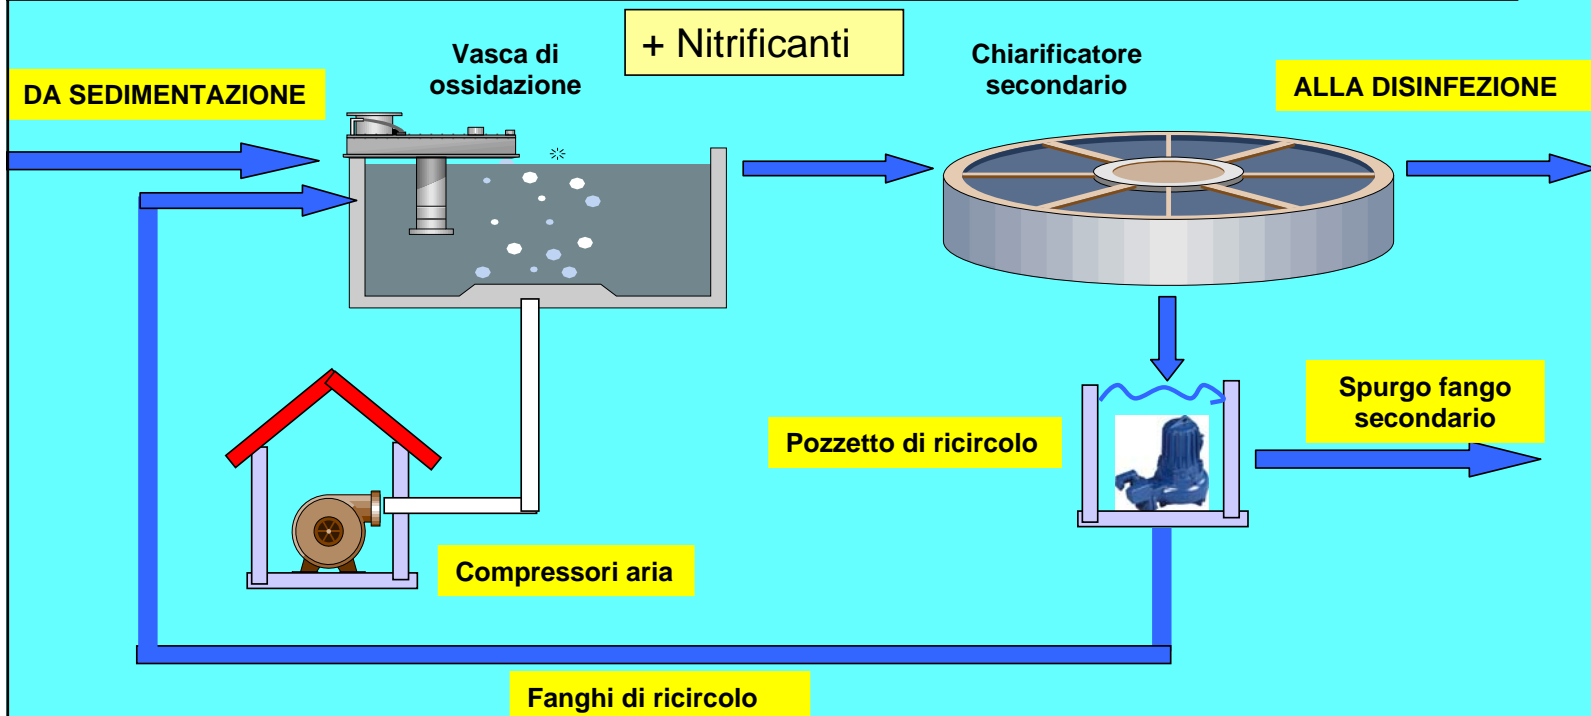 + Nitrificanti
Vasca di
ossidazione
Chiarificatore
secondario
DA SEDIMENTAZIONE
ALLA DISINFEZIONE
Spurgo fango
secondario
Pozzetto di ricircolo
Compressori aria
Fanghi di ricircolo